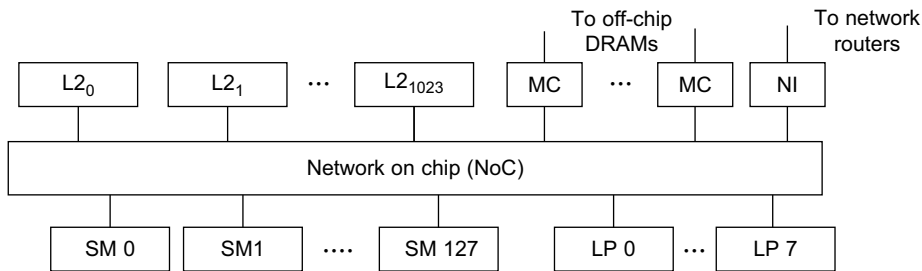 To off-chip
DRAMs
To network
routers
L2₀
L2₁
...
L2₁₀₂₃
MC
...
MC
NI
Network on chip (NoC)
SM 0
SM1
....
SM 127
LP 0
...
LP 7